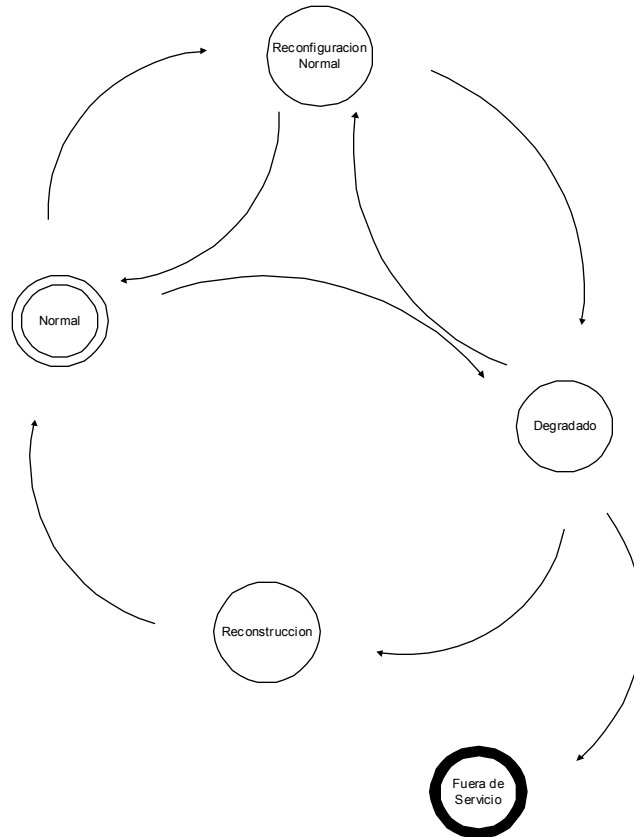 Reconfiguracion
Normal
Normal
Degradado
Reconstruccion
Fuera de
Servicio